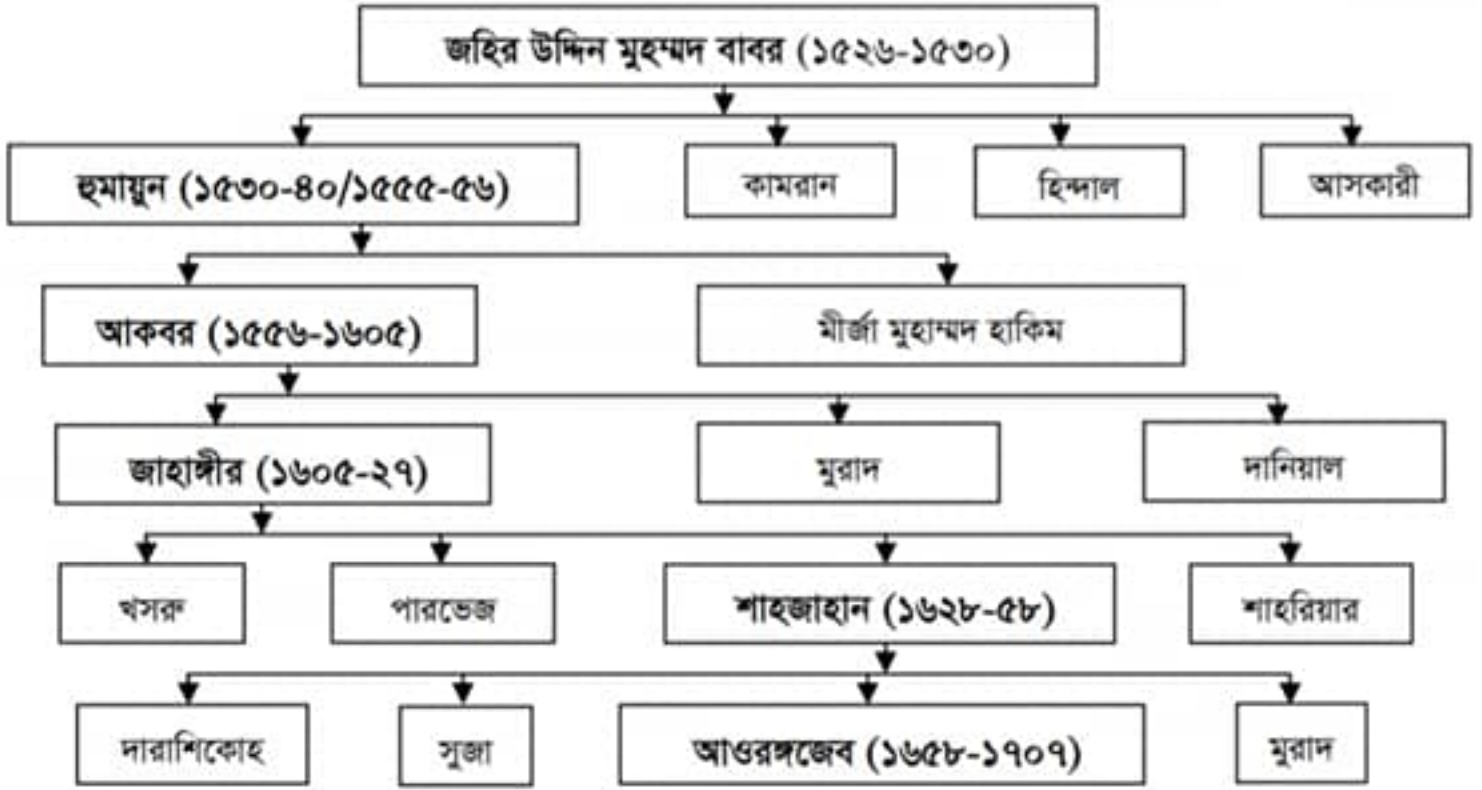 জহির উদ্দিন মুহম্মদ বাবর (১৫২৬-১৫৩০)
হুমায়ুন (১৫৩০-৪০/১৫৫৫-৫৬) কামরান হিন্দাল আসকারী
আকবর (১৫৫৬-১৬০৫) মীর্জা মুহাম্মদ হাকিম
জাহাঙ্গীর (১৬০৫-২৭) মুরাদ দানিয়াল
খসরু পারভেজ শাহজাহান (১৬২৮-৫৮) শাহরিয়ার
দারাশিকোহ সুজা আওরঙ্গজেব (১৬৫৮-১৭০৭) মুরাদ